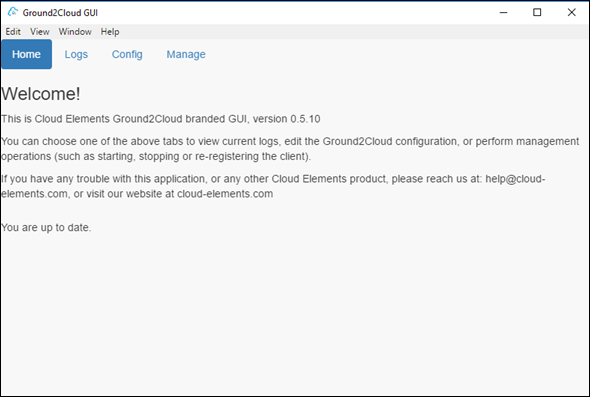 Ground2Cloud GUI
Edit View Window Help
Home Logs Config Manage
Welcome!
This is Cloud Elements Ground2Cloud branded GUI, version 0.5.10
You can choose one of the above tabs to view current logs, edit the Ground2Cloud configuration, or perform management
operations (such as starting, stopping or re-registering the client).
If you have any trouble with this application, or any other Cloud Elements product, please reach us at: help@cloud-
elements.com, or visit our website at cloud-elements.com
You are up to date.